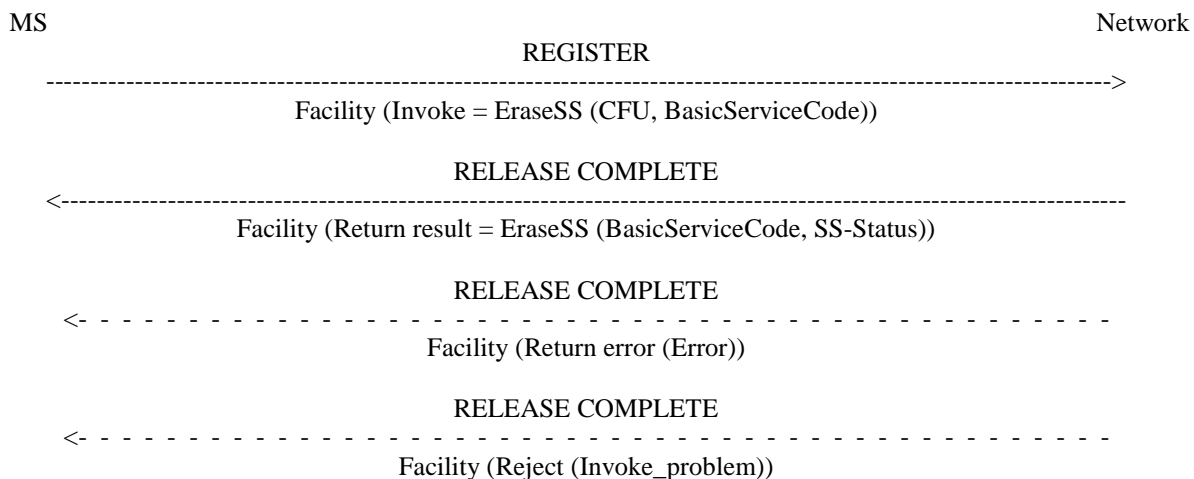 MS Network
REGISTER
Facility (Invoke = EraseSS (CFU, BasicServiceCode))
RELEASE COMPLETE
Facility (Return result = EraseSS (BasicServiceCode, SS-Status))
RELEASE COMPLETE
Facility (Return error (Error))
RELEASE COMPLETE
Facility (Reject (Invoke_problem))